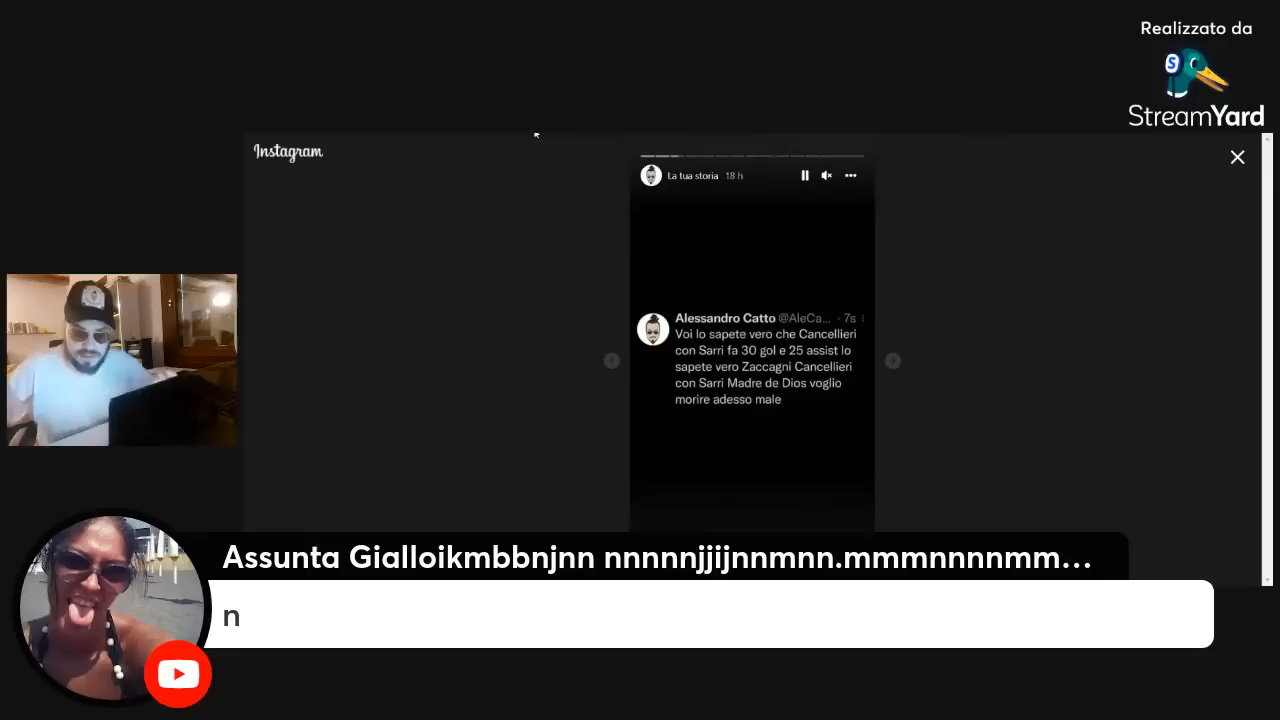 Realizzato da
StreamYard
Instagram
La tua storia 18 h
Alessandro Catto @AleCa... · 7s
Voi lo sapete vero che Cancellieri
con Sarri fa 30 gol e 25 assist lo
sapete vero Zaccagni Cancellieri
con Sarri Madre de Dios voglio
morire adesso male
Assunta Gialloikmbbnjnn nnnnnjjijnnmnn.mmmnnnnmm...
n